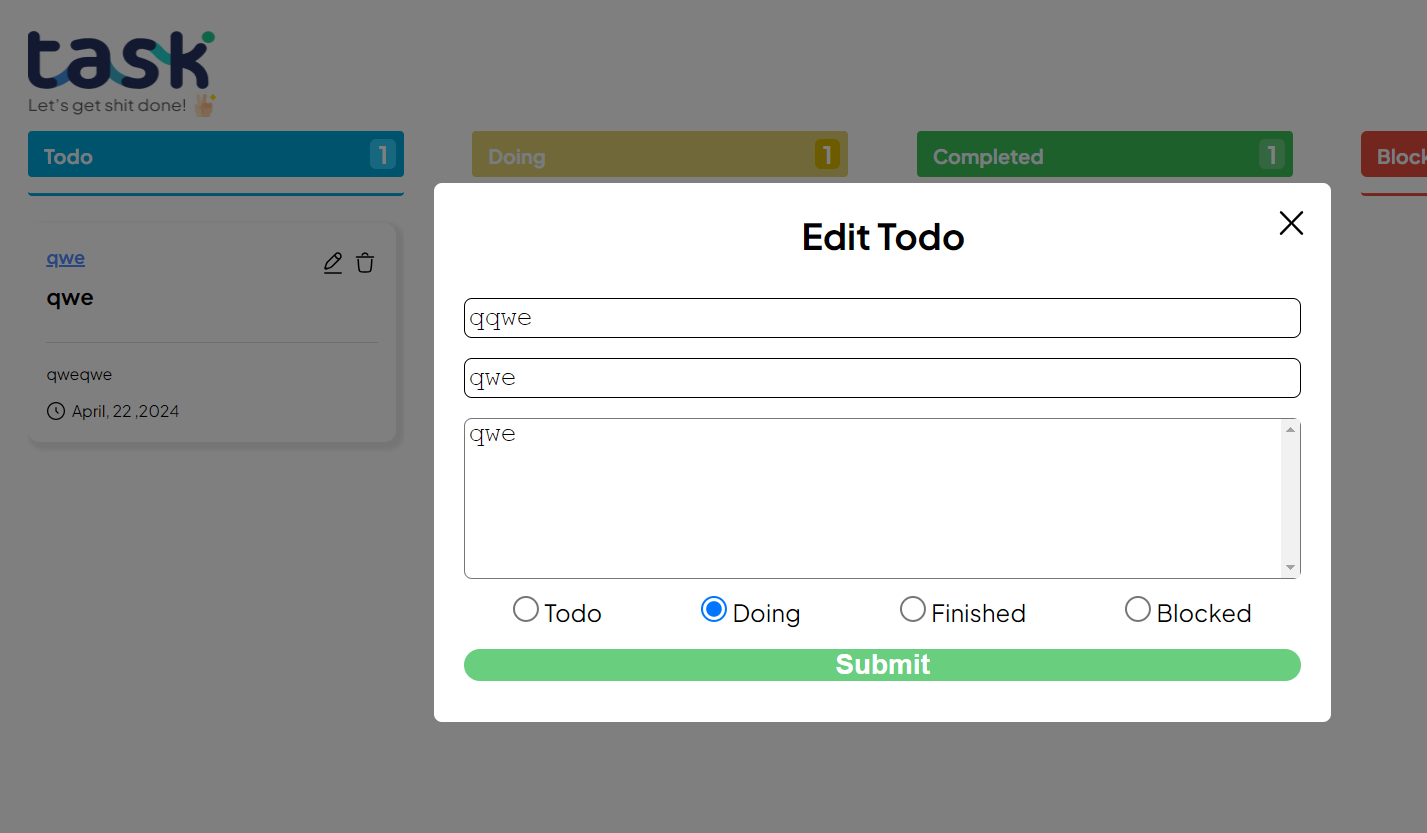 task
Let's get shit done! ✌🏼
Todo 1
Doing 1
Completed 1
Block
qwe
qwe
qweqwe
April, 22 ,2024
Edit Todo
qqwe
qwe
qwe
Todo
Doing
Finished
Blocked
Submit